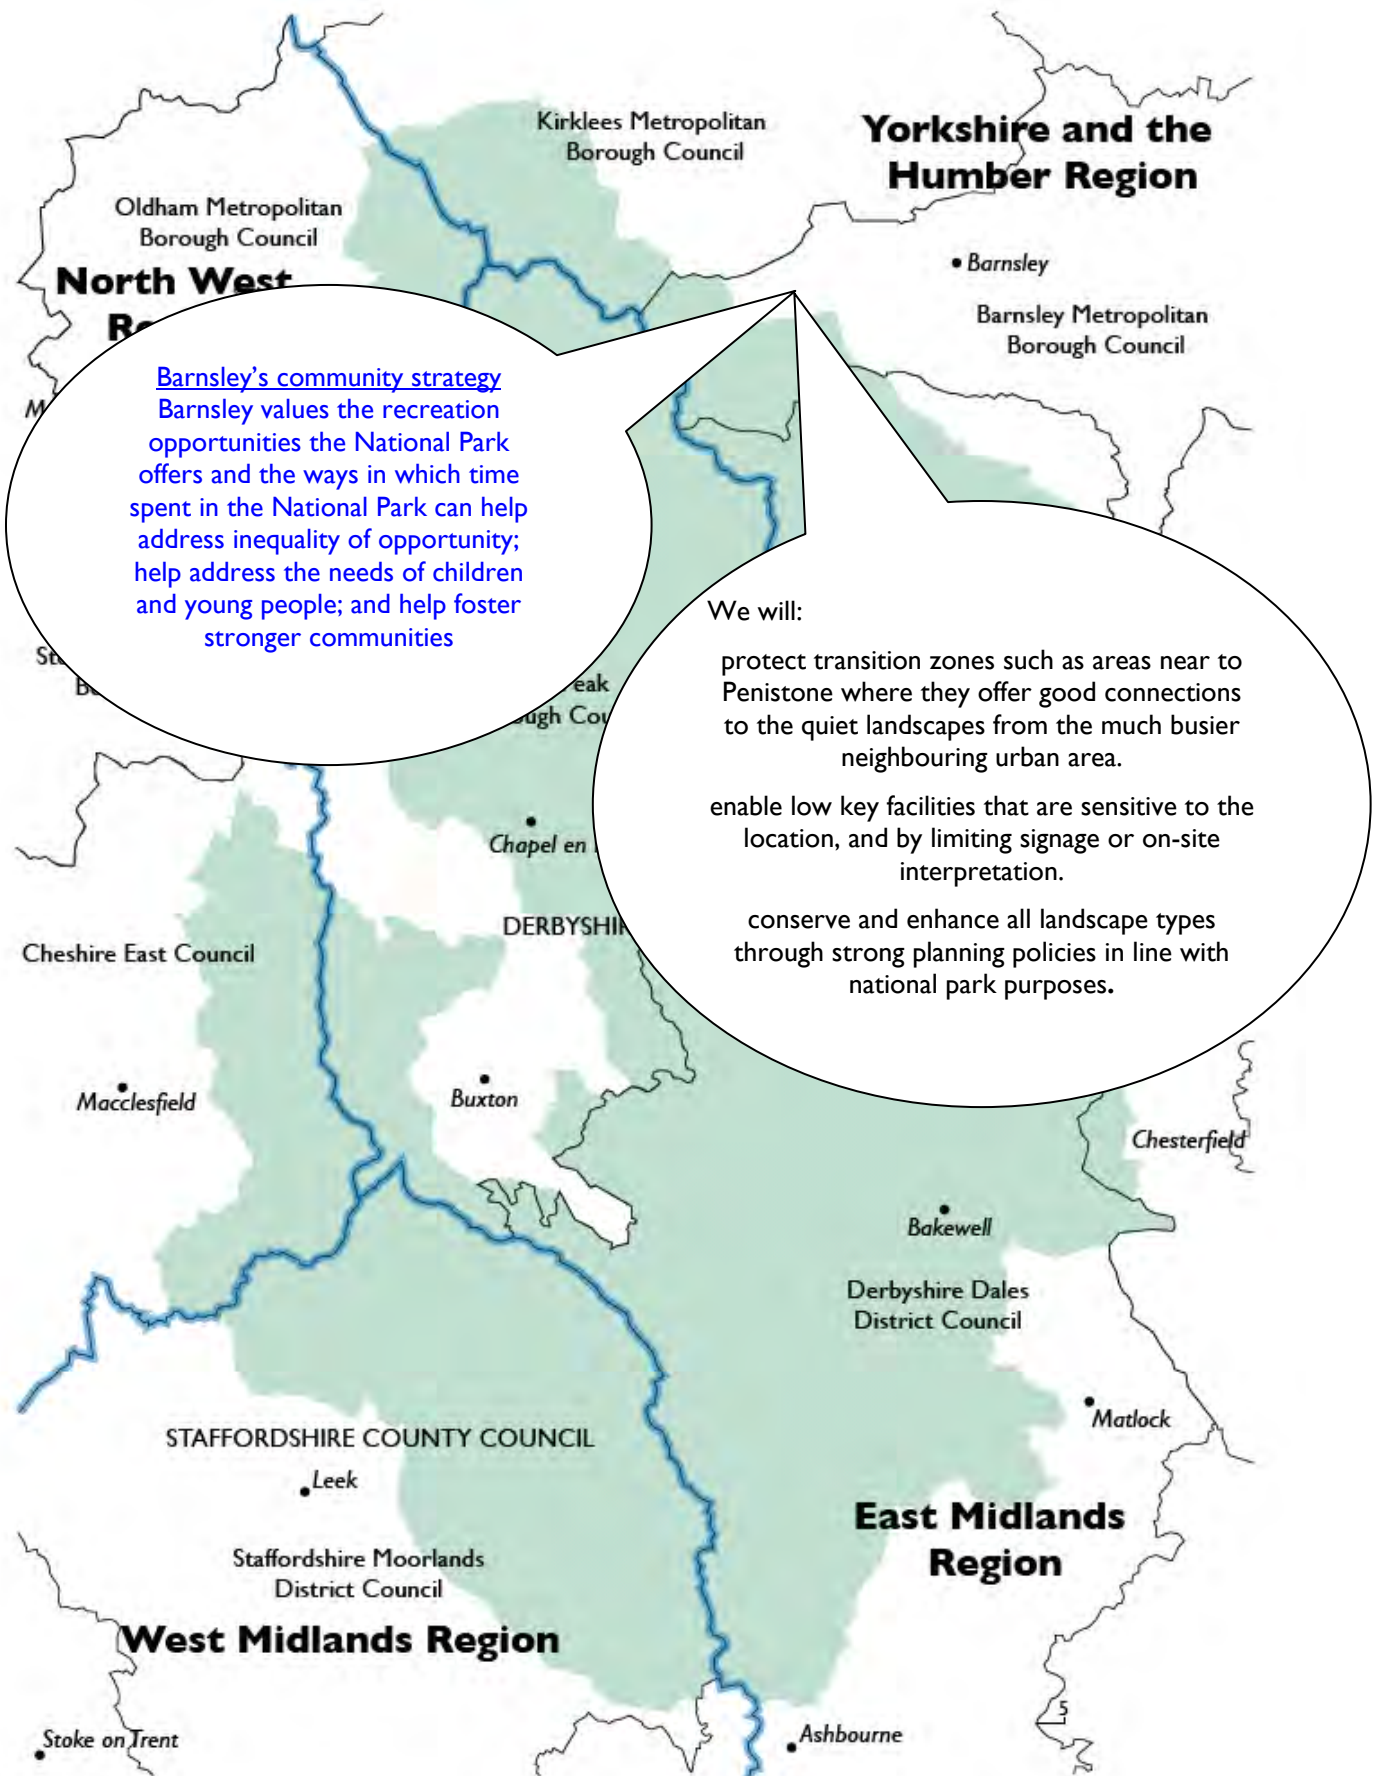 Kirklees Metropolitan
Borough Council
Yorkshire and the
Humber Region
Oldham Metropolitan
Borough Council
North West
Barnsley
Barnsley Metropolitan
Borough Council
Barnsley’s community strategy
Barnsley values the recreation
opportunities the National Park
offers and the ways in which time
spent in the National Park can help
address inequality of opportunity;
help address the needs of children
and young people; and help foster
stronger communities
We will:
protect transition zones such as areas near to
Penistone where they offer good connections
to the quiet landscapes from the much busier
neighbouring urban area.
enable low key facilities that are sensitive to the
location, and by limiting signage or on-site
interpretation.
conserve and enhance all landscape types
through strong planning policies in line with
national park purposes.
Chapel en
Cheshire East Council
Macclesfield
Buxton
Chesterfield
Bakewell
Derbyshire Dales
District Council
Matlock
STAFFORDSHIRE COUNTY COUNCIL
Leek
East Midlands
Region
Staffordshire Moorlands
District Council
West Midlands Region
5
Stoke on Trent
Ashbourne